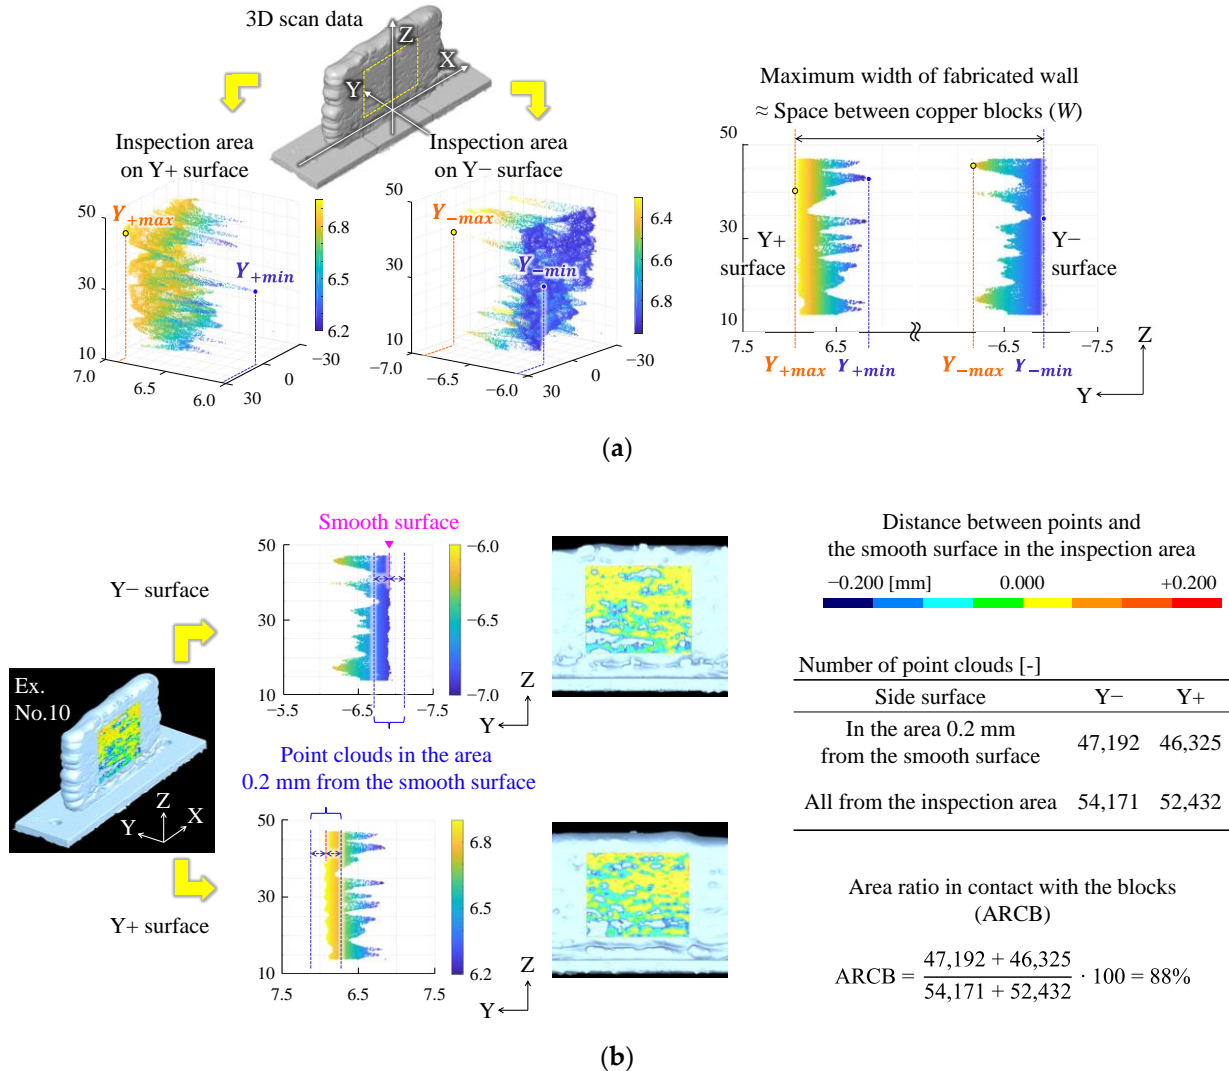 3D scan data
Z
X
Y
Inspection area
on Y+ surface
Inspection area
on Y− surface
50
30
10
7.0
6.5
6.0
30
0
−30
Y+max
Y+min
6.8
6.5
6.2
50
30
10
−7.0
−6.5
−6.0
30
0
−30
Y−max
Y−min
6.4
6.6
6.8
Maximum width of fabricated wall
≈ Space between copper blocks (W)
50
30
10
Y+
surface
Y−
surface
7.5
6.5
−6.5
−7.5
Y+max
Y+min
Y−max
Y−min
Z
Y
(a)
Smooth surface
Y− surface
50
30
10
−5.5
−6.5
−7.5
−6.0
−6.5
−7.0
Z
Y
Ex.
No.10
Z
X
Y
Point clouds in the area
0.2 mm from the smooth surface
Y+ surface
50
30
10
7.5
6.5
7.5
6.8
6.5
6.2
Z
Y
Distance between points and
the smooth surface in the inspection area
−0.200 [mm] 0.000 +0.200
Number of point clouds [-]
Side surface Y− Y+
In the area 0.2 mm
from the smooth surface 47,192 46,325
All from the inspection area 54,171 52,432
Area ratio in contact with the blocks
(ARCB)
ARCB = (47,192 + 46,325) / (54,171 + 52,432) · 100 = 88%
(b)